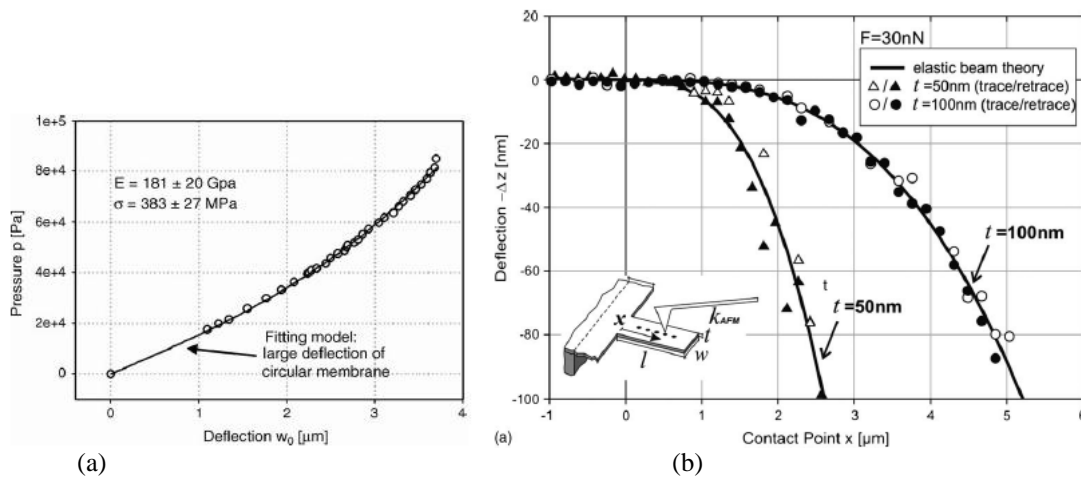 1e+5
8e+4
6e+4
4e+4
2e+4
0
Pressure p [Pa]
E = 181 ± 20 Gpa
σ = 383 ± 27 MPa
Fitting model:
large deflection of
circular membrane
0 1 2 3 4
Deflection w₀ [µm]
(a)
20
0
-20
-40
-60
-80
-100
Deflection –Δ z [nm]
F=30nN
elastic beam theory
△/▲ t=50nm (trace/retrace)
○/● t=100nm (trace/retrace)
t =100nm
t
t =50nm
x
kAFM
t
w
l
-1 0 1 2 3 4 5 6
(a)
Contact Point x [µm]
(b)